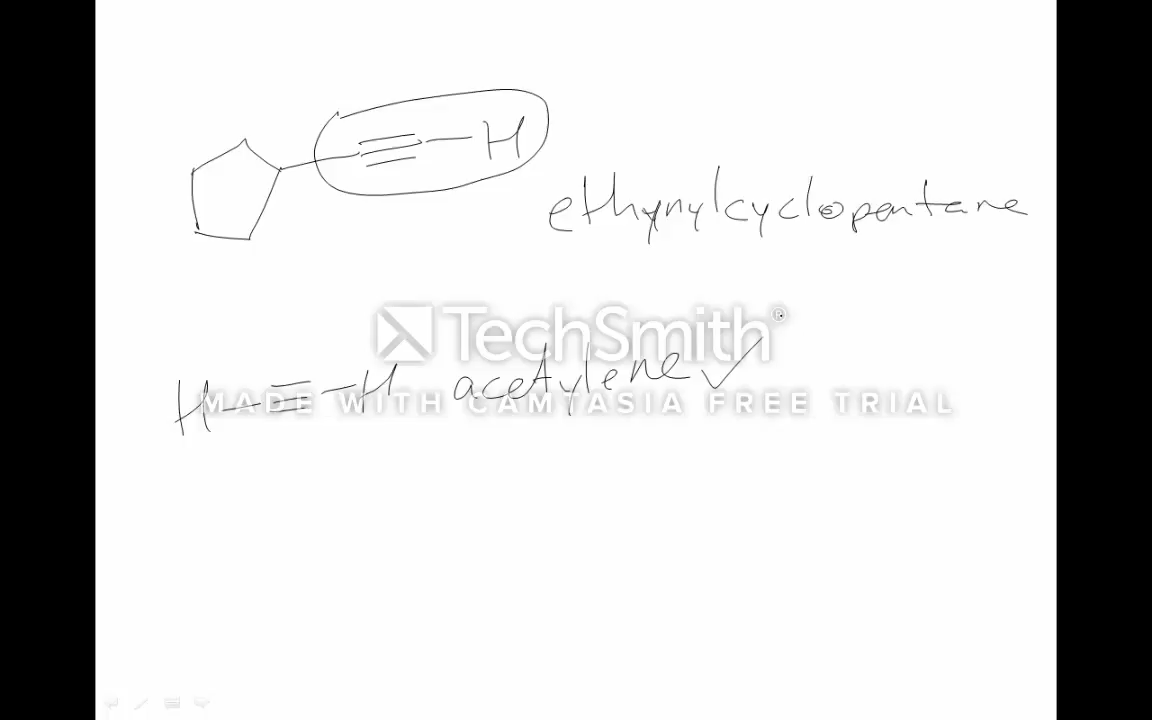 ≡—H
ethynylcyclopentane
TechSmith®
H—≡—H acetylene ✓
MADE WITH CAMTASIA FREE TRIAL